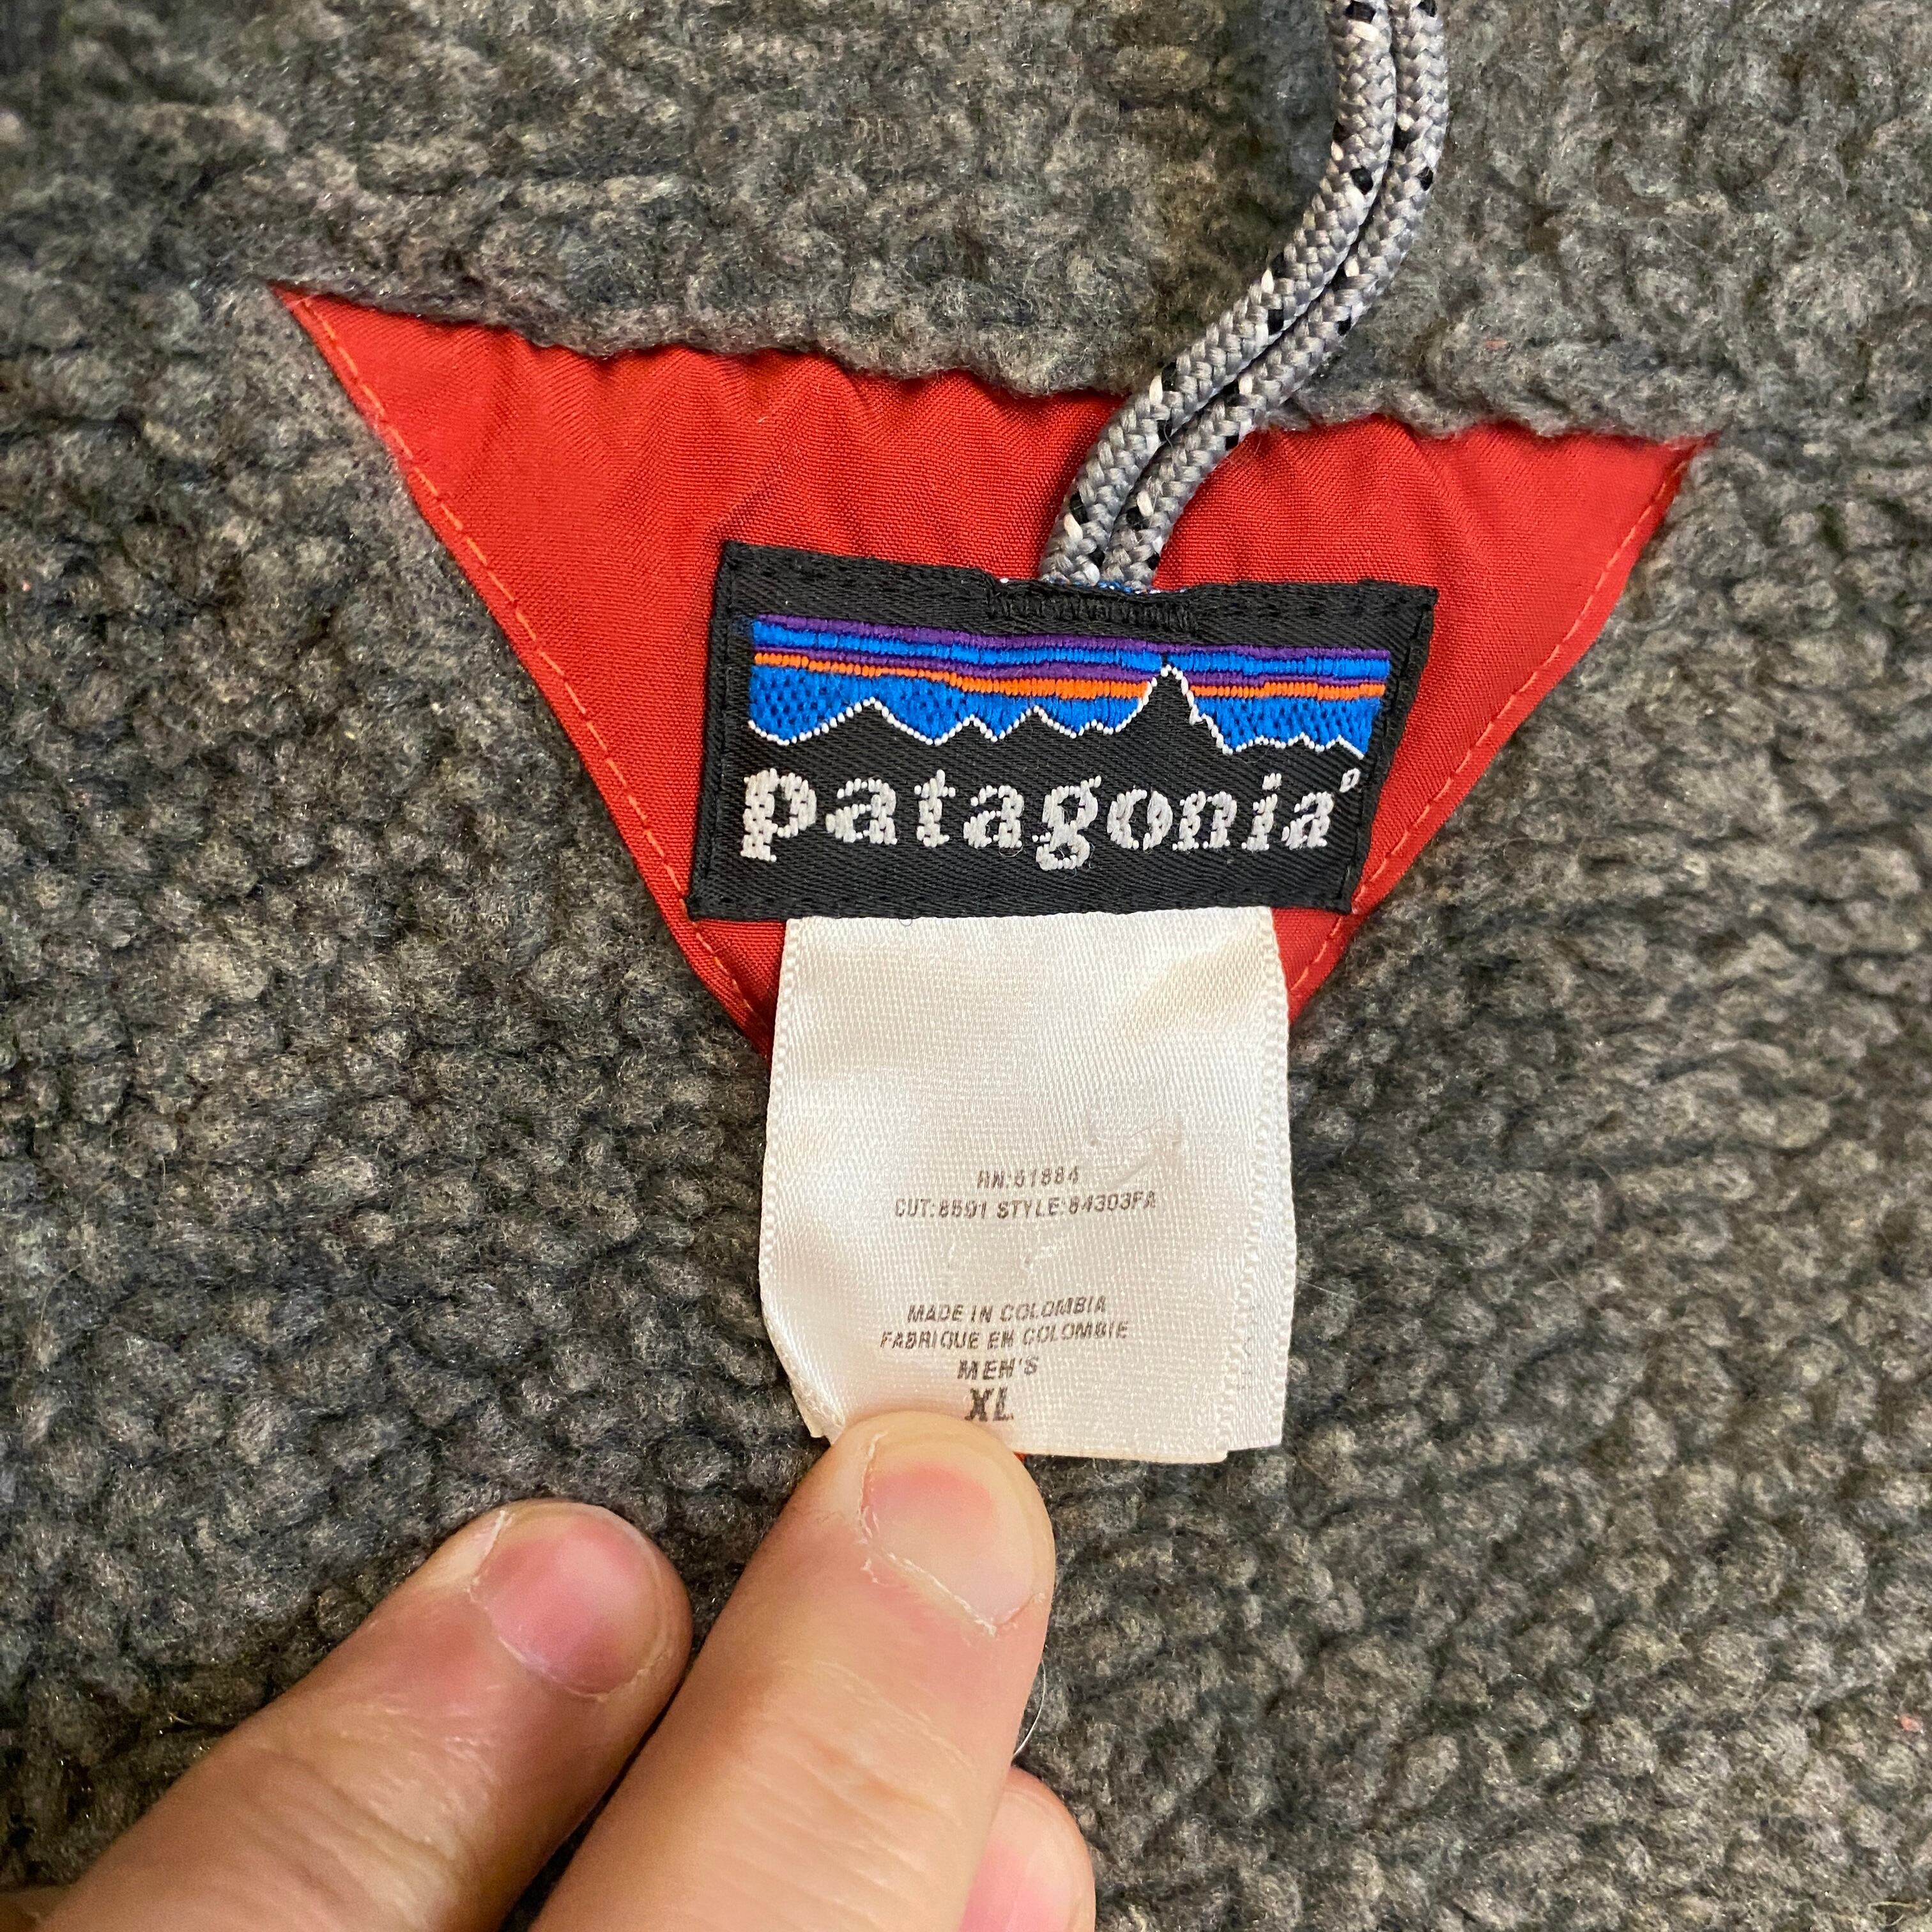 patagonia®
RN:51884
CUT:8591 STYLE:84303FA
MADE IN COLOMBIA
FABRIQUE EN COLOMBIE
MEN'S
XL